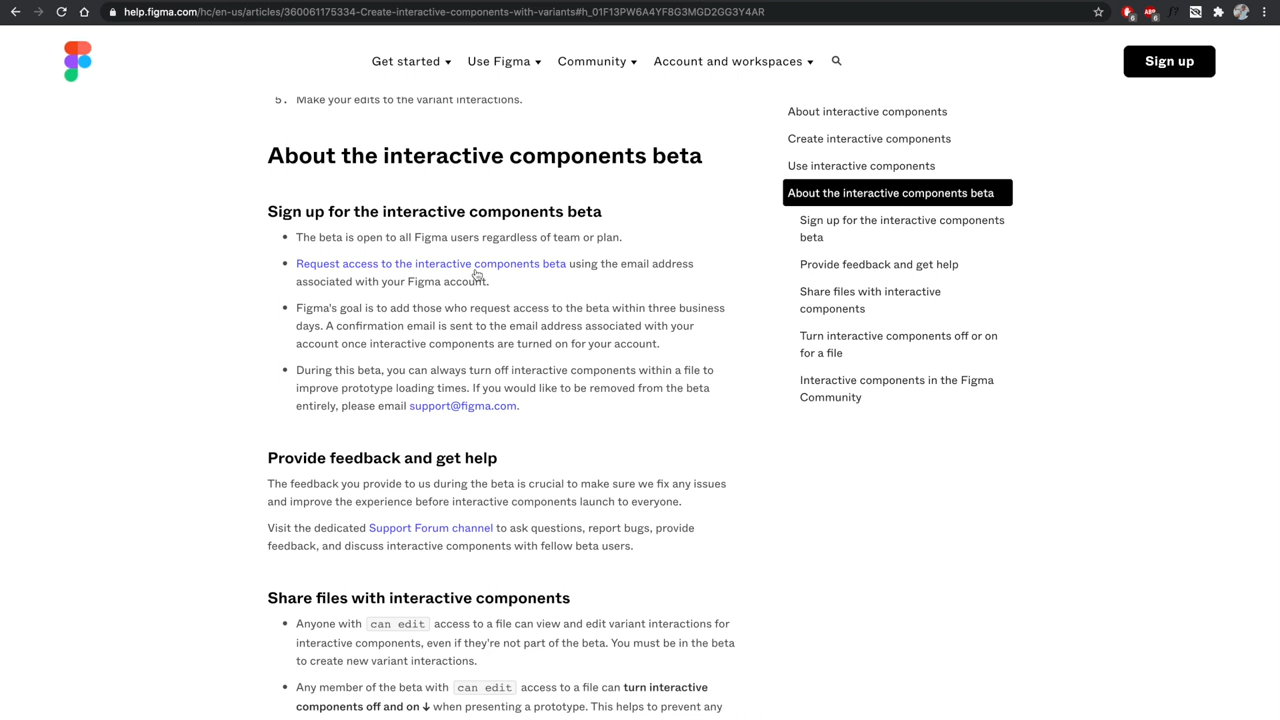 help.figma.com/hc/en-us/articles/360061175334-Create-interactive-components-with-variants#h_01F13PW6A4YF8G3MGD2GG3Y4AR
6
ABP
6
f?
Get started
Use Figma
Community
Account and workspaces
Sign up
5. Make your edits to the variant interactions.
About the interactive components beta
Sign up for the interactive components beta
• The beta is open to all Figma users regardless of team or plan.
• Request access to the interactive components beta using the email address
associated with your Figma account.
• Figma's goal is to add those who request access to the beta within three business
days. A confirmation email is sent to the email address associated with your
account once interactive components are turned on for your account.
• During this beta, you can always turn off interactive components within a file to
improve prototype loading times. If you would like to be removed from the beta
entirely, please email support@figma.com.
Provide feedback and get help
The feedback you provide to us during the beta is crucial to make sure we fix any issues
and improve the experience before interactive components launch to everyone.
Visit the dedicated Support Forum channel to ask questions, report bugs, provide
feedback, and discuss interactive components with fellow beta users.
Share files with interactive components
• Anyone with can edit access to a file can view and edit variant interactions for
interactive components, even if they're not part of the beta. You must be in the beta
to create new variant interactions.
• Any member of the beta with can edit access to a file can turn interactive
components off and on ↓ when presenting a prototype. This helps to prevent any
About interactive components
Create interactive components
Use interactive components
About the interactive components beta
Sign up for the interactive components
beta
Provide feedback and get help
Share files with interactive
components
Turn interactive components off or on
for a file
Interactive components in the Figma
Community